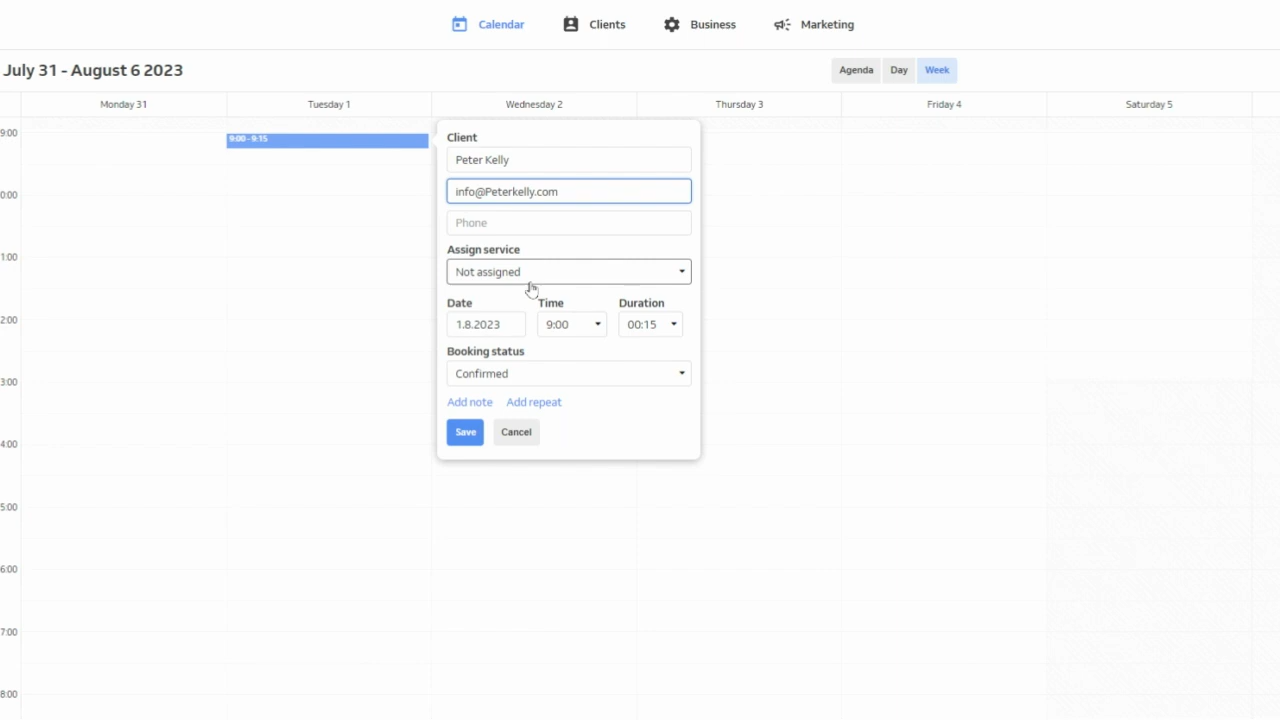 Calendar Clients Business Marketing
July 31 - August 6 2023 Agenda Day Week
Monday 31 Tuesday 1 Wednesday 2 Thursday 3 Friday 4 Saturday 5
9:00
9:00 - 9:15
Client
Peter Kelly
info@Peterkelly.com
0:00
Phone
Assign service
1:00
Not assigned
Date Time Duration
2:00
1.8.2023 9:00 00:15
Booking status
Confirmed
3:00
Add note Add repeat
Save Cancel
4:00
5:00
6:00
7:00
8:00